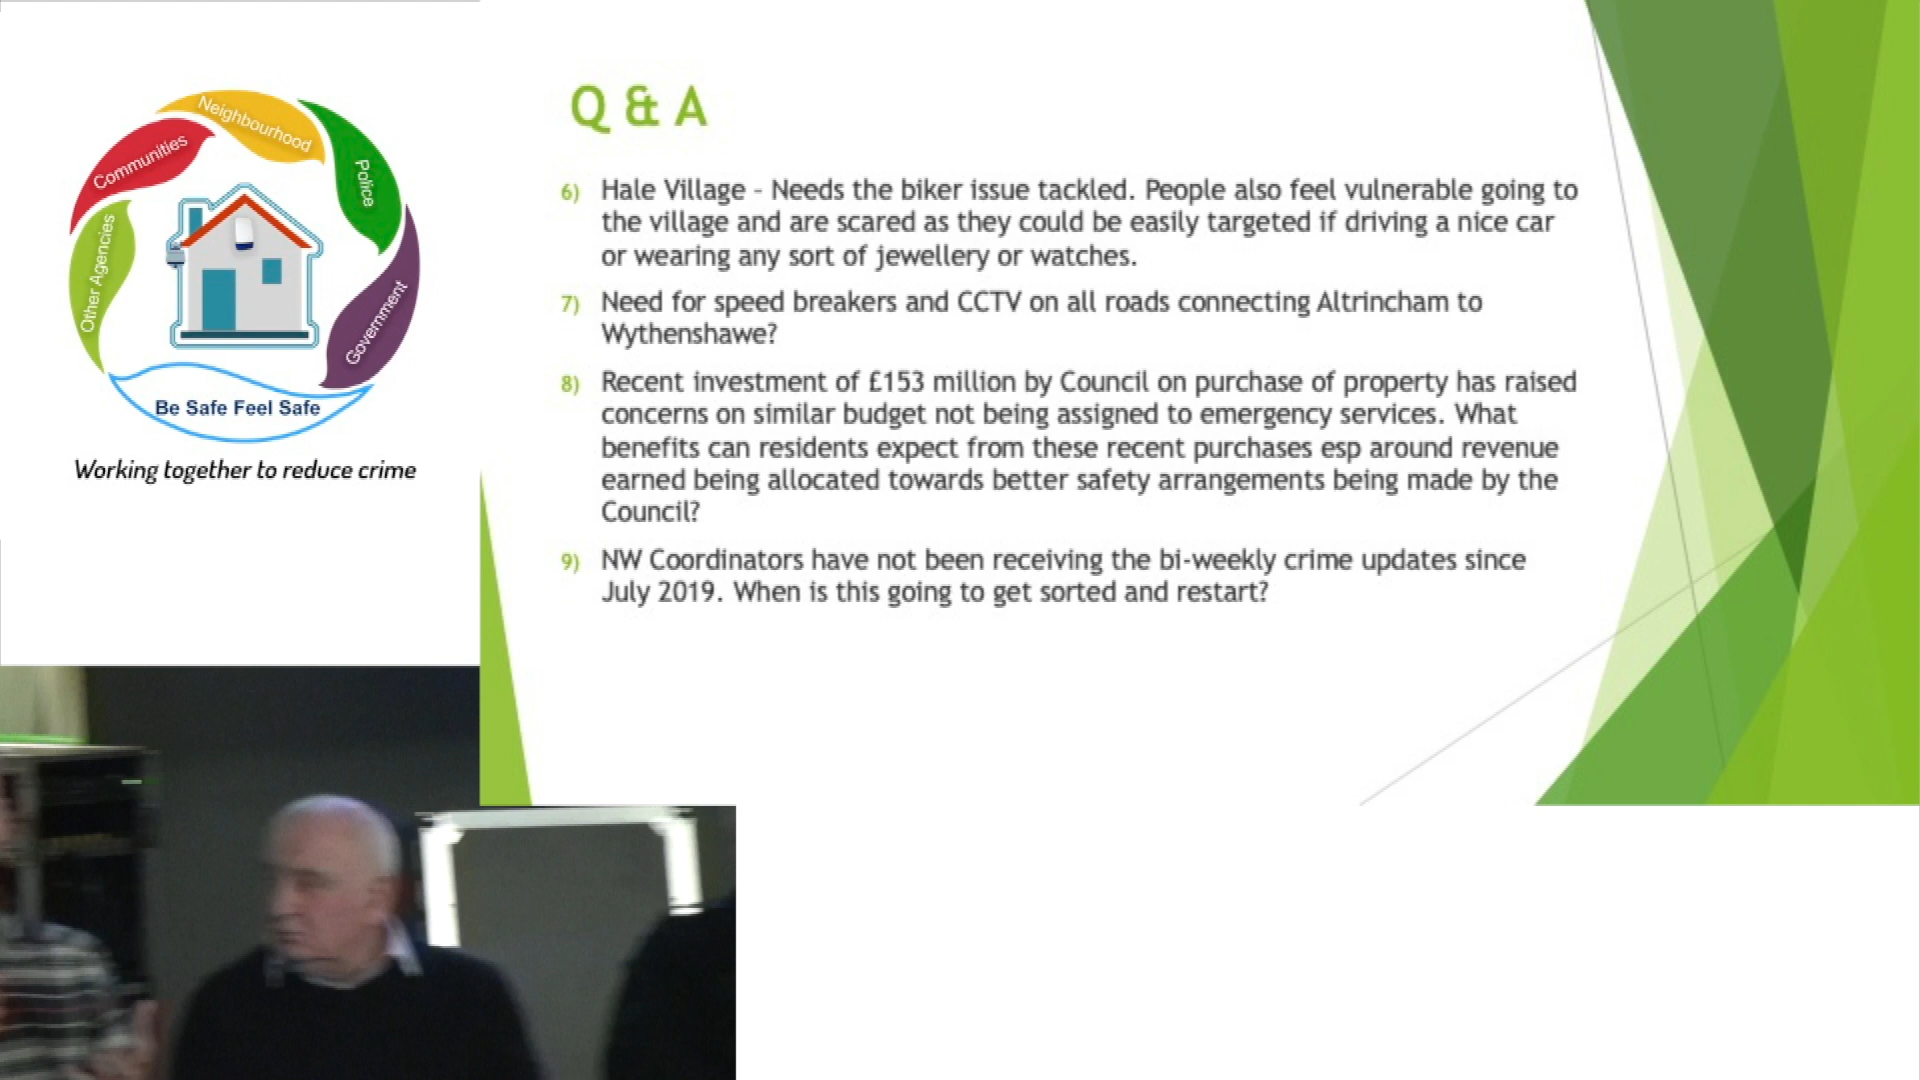 Neighbourhood
Communities
Police
Other Agencies
Government
Be Safe Feel Safe
Working together to reduce crime
Q & A
6) Hale Village - Needs the biker issue tackled. People also feel vulnerable going to
the village and are scared as they could be easily targeted if driving a nice car
or wearing any sort of jewellery or watches.
7) Need for speed breakers and CCTV on all roads connecting Altrincham to
Wythenshawe?
8) Recent investment of £153 million by Council on purchase of property has raised
concerns on similar budget not being assigned to emergency services. What
benefits can residents expect from these recent purchases esp around revenue
earned being allocated towards better safety arrangements being made by the
Council?
9) NW Coordinators have not been receiving the bi-weekly crime updates since
July 2019. When is this going to get sorted and restart?